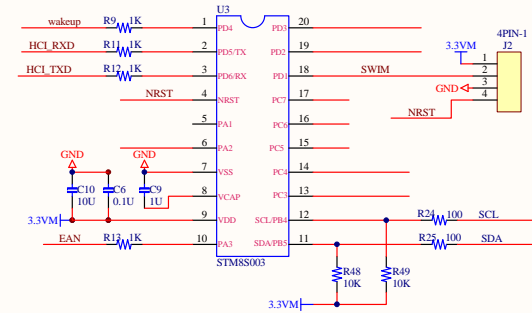 U3
wakeup R9 1K 1 PD4 PD3 20
HCI_RXD R11 1K 2 PD5/TX PD2 19
HCI_TXD R12 1K 3 PD6/RX PD1 18 SWIM
NRST 4 NRST PC7 17
5 PA1 PC6 16
6 PA2 PC5 15
GND GND 7 VSS PC4 14
C10 10U C6 0.1U C9 1U 8 VCAP PC3 13
3.3VM 9 VDD SCL/PB4 12 R24 100 SCL
EAN R13 1K 10 PA3 SDA/PB5 11 R25 100 SDA
STM8S003
R48 10K R49 10K
3.3VM
4PIN-1
J2
3.3VM 1
2
GND 3
NRST 4